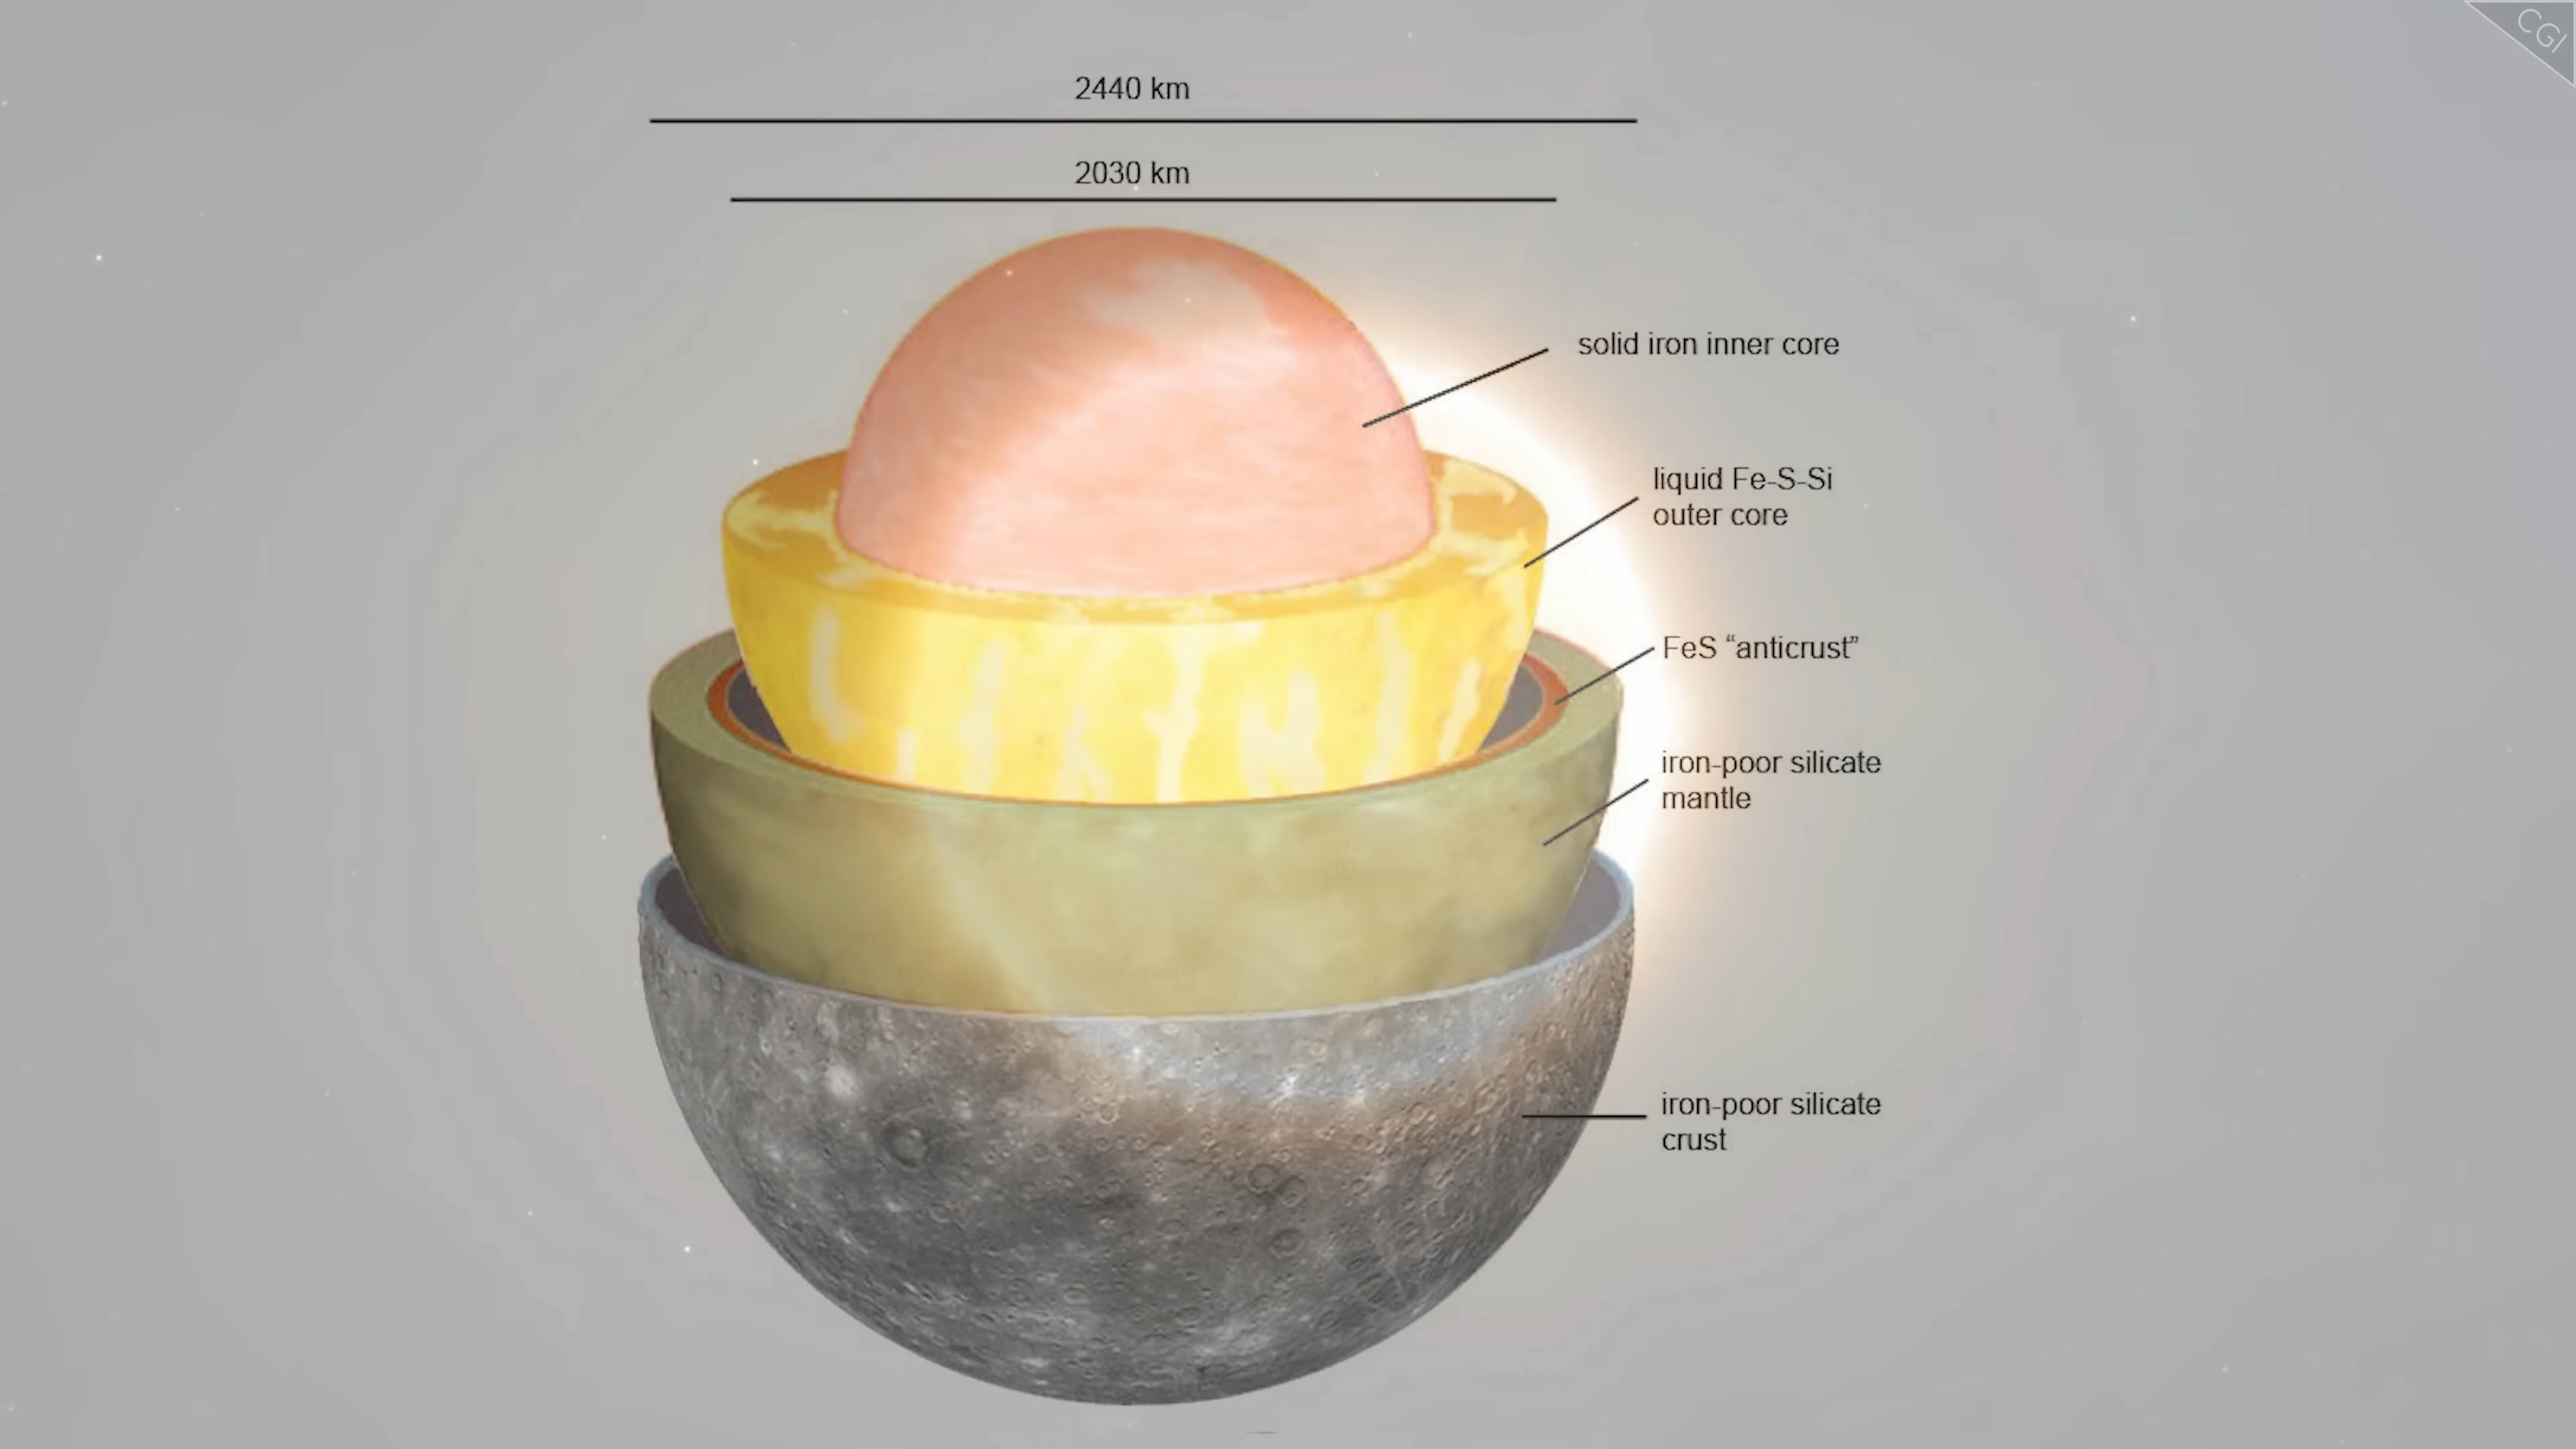 CGI
2440 km
2030 km
solid iron inner core
liquid Fe-S-Si
outer core
FeS “anticrust”
iron-poor silicate
mantle
iron-poor silicate
crust